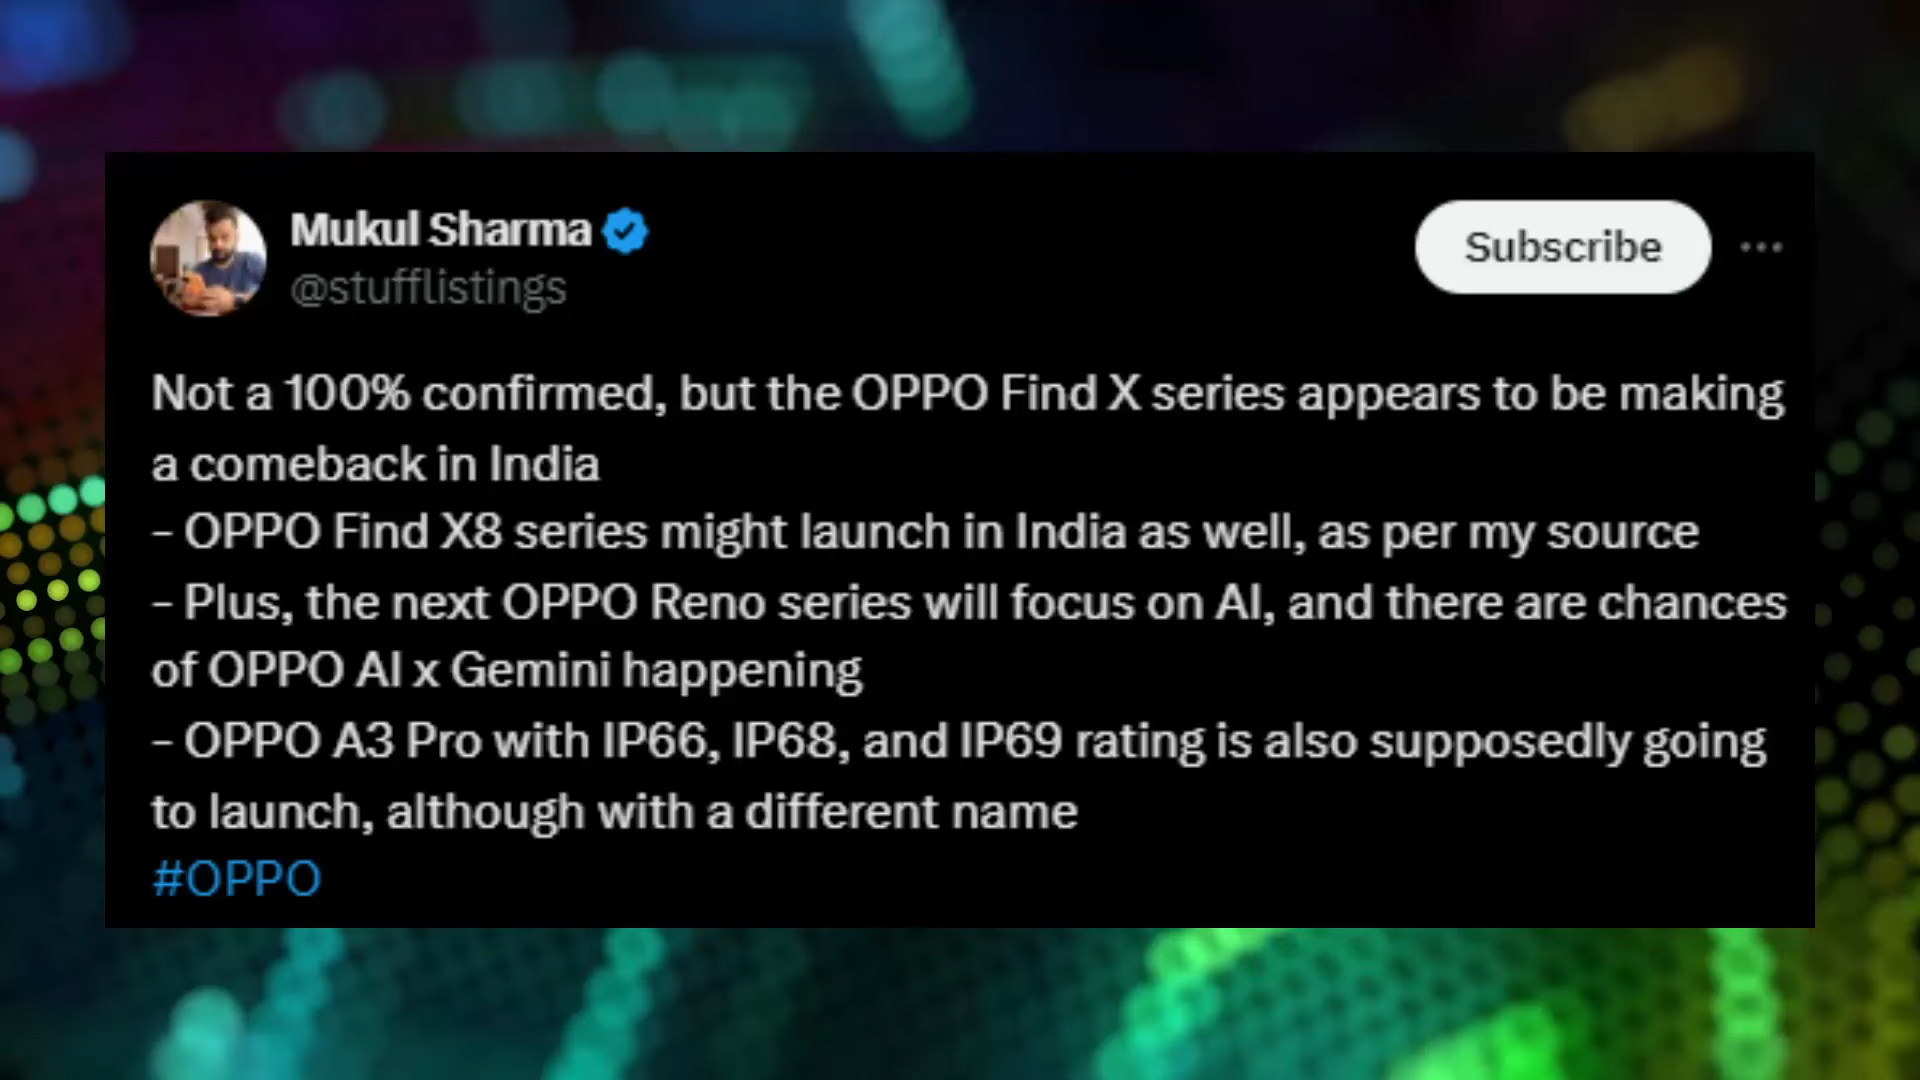 Mukul Sharma
@stufflistings
Subscribe
Not a 100% confirmed, but the OPPO Find X series appears to be making
a comeback in India
– OPPO Find X8 series might launch in India as well, as per my source
– Plus, the next OPPO Reno series will focus on AI, and there are chances
of OPPO AI x Gemini happening
– OPPO A3 Pro with IP66, IP68, and IP69 rating is also supposedly going
to launch, although with a different name
#OPPO